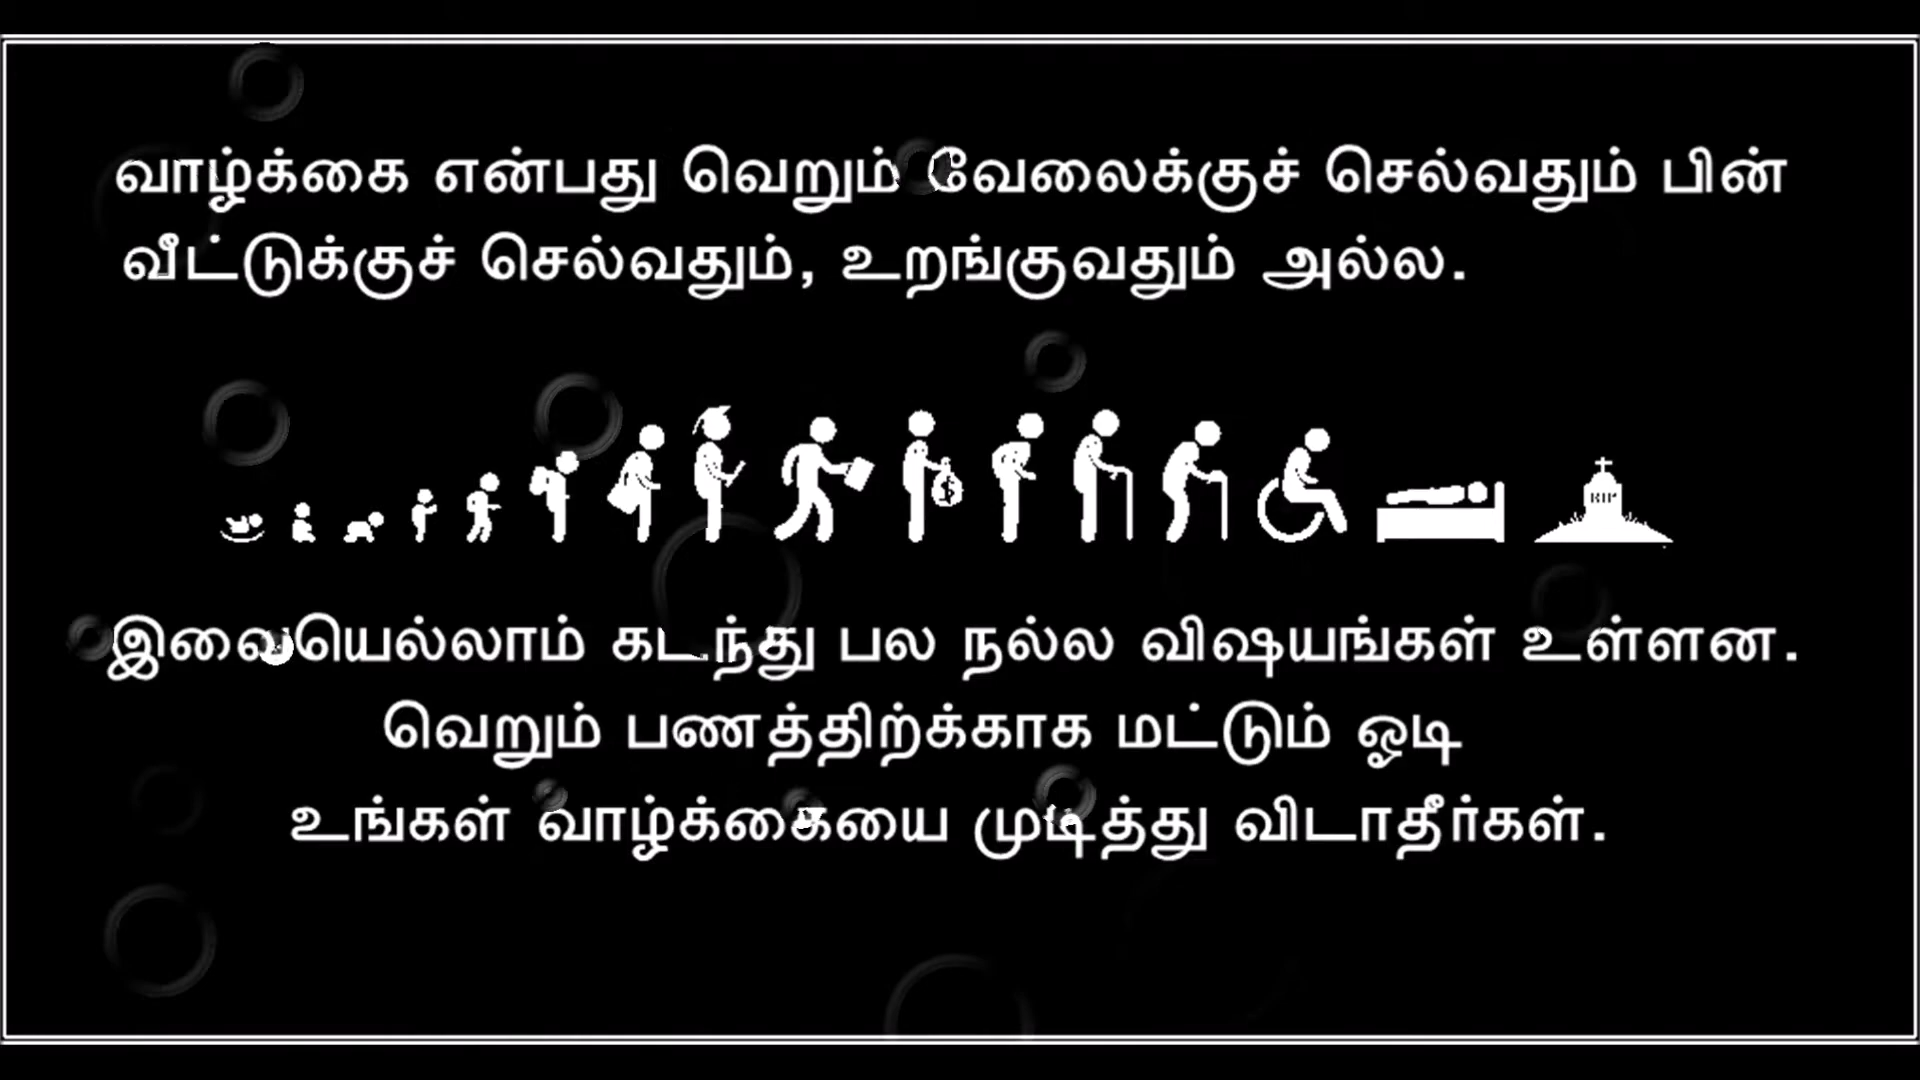 வாழ்க்கை என்பது வெறும் வேலைக்குச் செல்வதும் பின்
வீட்டுக்குச் செல்வதும், உறங்குவதும் அல்ல.
$
RIP
இவையெல்லாம் கடந்து பல நல்ல விஷயங்கள் உள்ளன.
வெறும் பணத்திற்க்காக மட்டும் ஓடி
உங்கள் வாழ்க்கையை முடித்து விடாதீர்கள்.